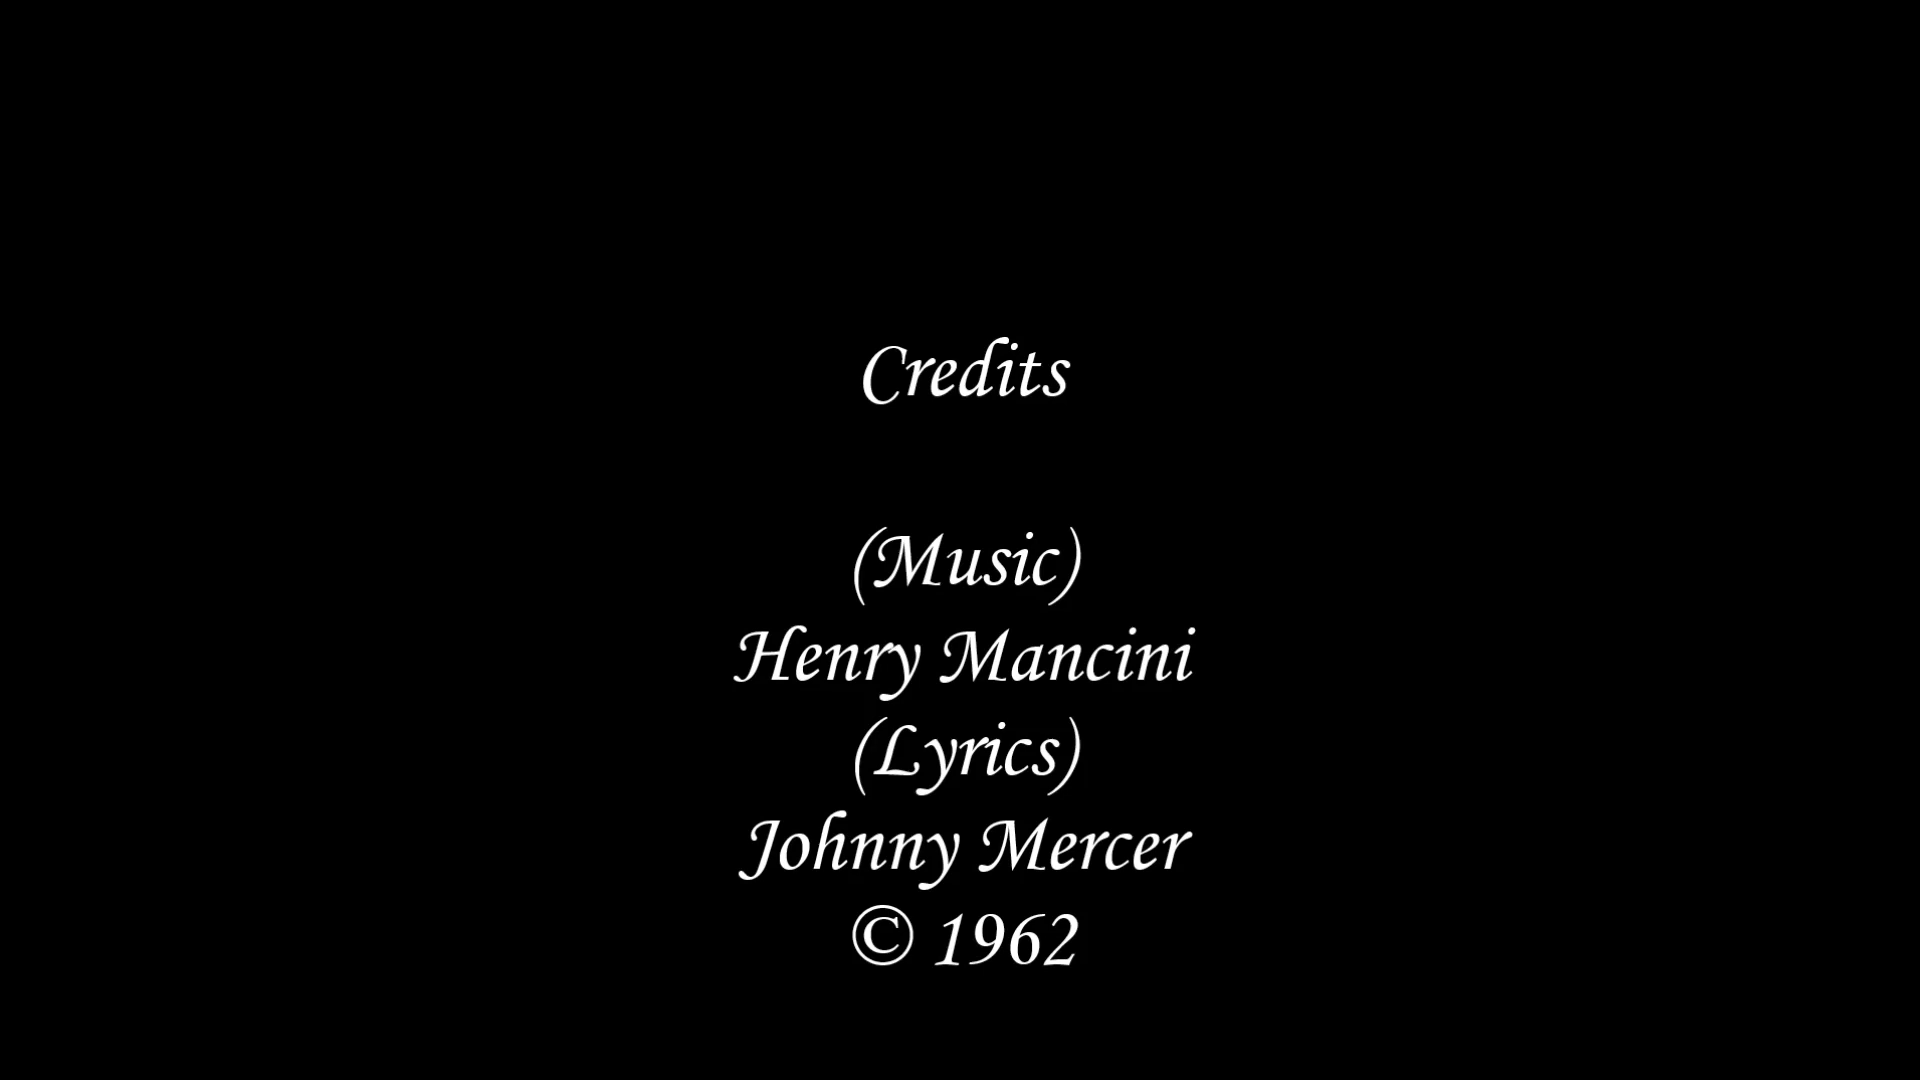 Credits
(Music)
Henry Mancini
(Lyrics)
Johnny Mercer
© 1962